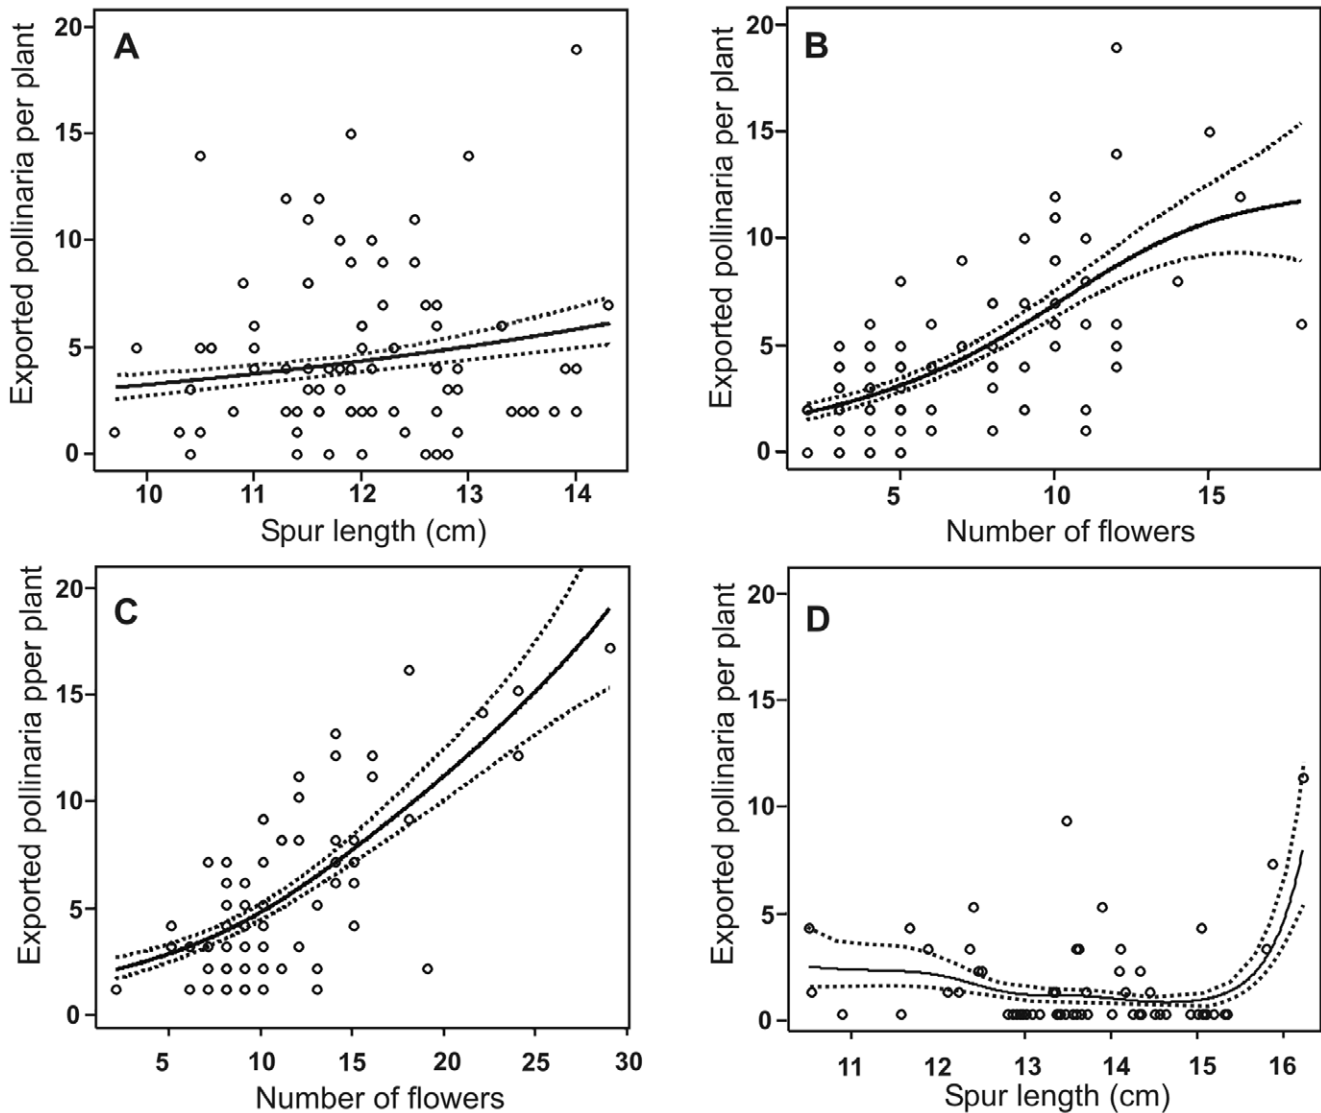 A
Exported pollinaria per plant
20
15
10
5
0
10 11 12 13 14
Spur length (cm)
B
Exported pollinaria per plant
20
15
10
5
0
5 10 15
Number of flowers
C
Exported pollinaria pper plant
20
15
10
5
0
5 10 15 20 25 30
Number of flowers
D
Exported pollinaria per plant
20
15
10
5
0
11 12 13 14 15 16
Spur length (cm)